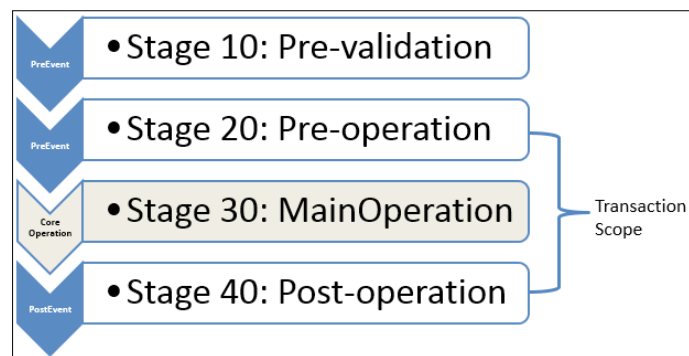 PreEvent
•Stage 10: Pre-validation
PreEvent
•Stage 20: Pre-operation
Core
Operation
•Stage 30: MainOperation
PostEvent
•Stage 40: Post-operation
Transaction
Scope